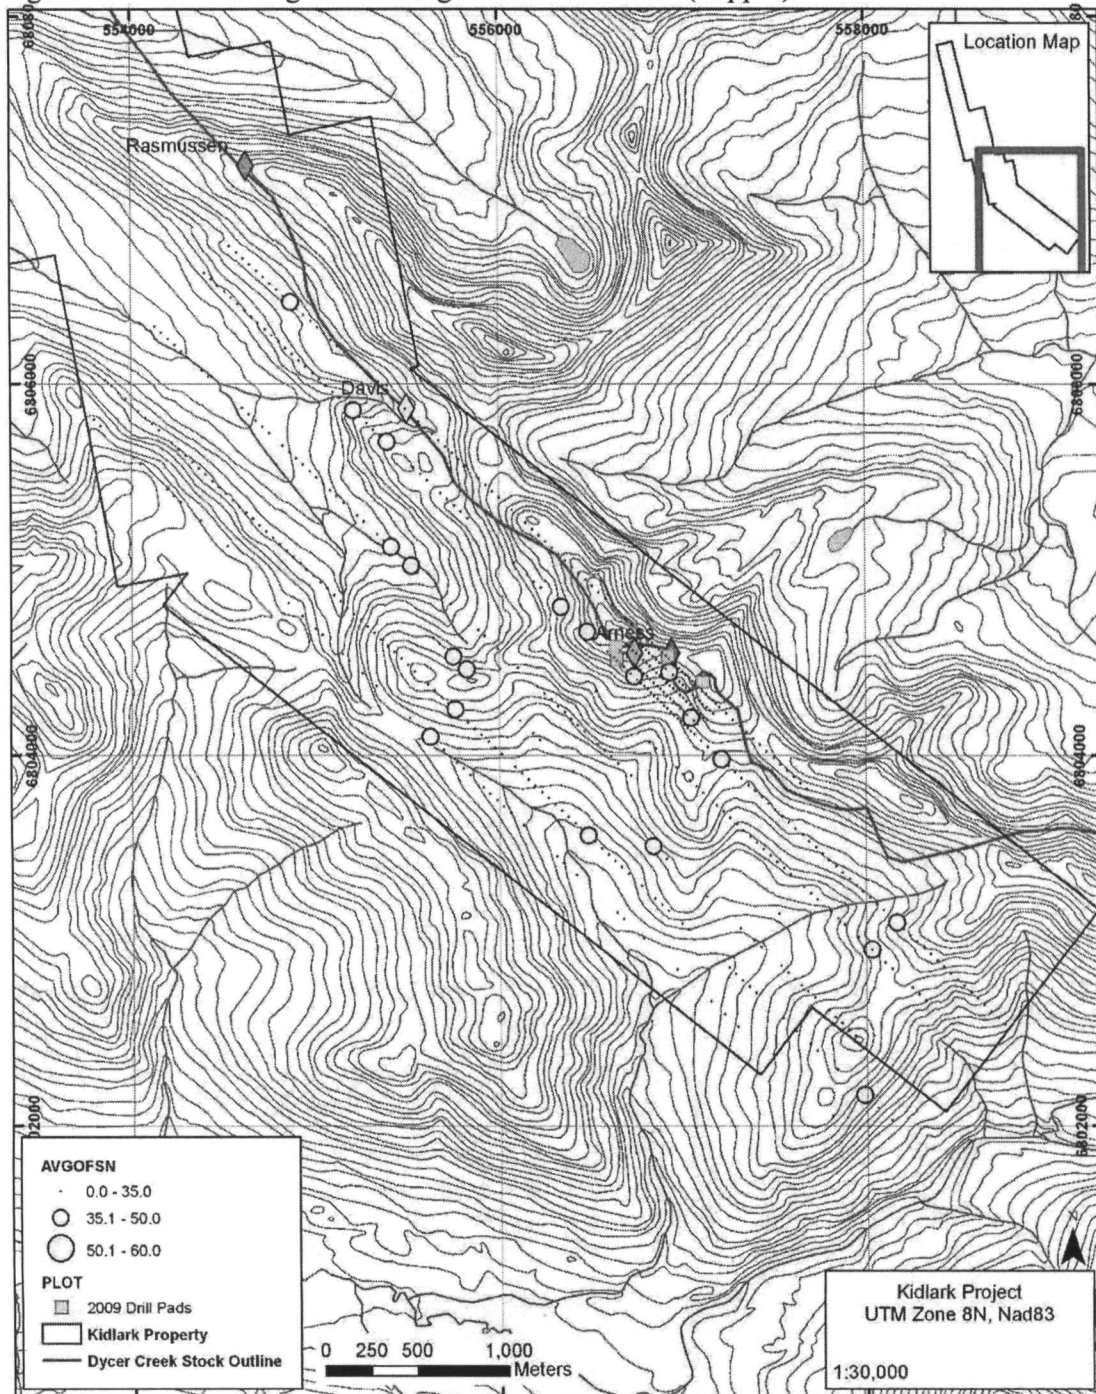 554000
556000
558000
Location Map
Rasmussen
6806000
6806000
Davis
Arness
6804000
6804000
6802000
AVGOFSN
0.0 - 35.0
35.1 - 50.0
50.1 - 60.0
PLOT
2009 Drill Pads
Kidlark Property
Dycer Creek Stock Outline
0 250 500 1,000
Meters
Kidlark Project
UTM Zone 8N, Nad83
1:30,000